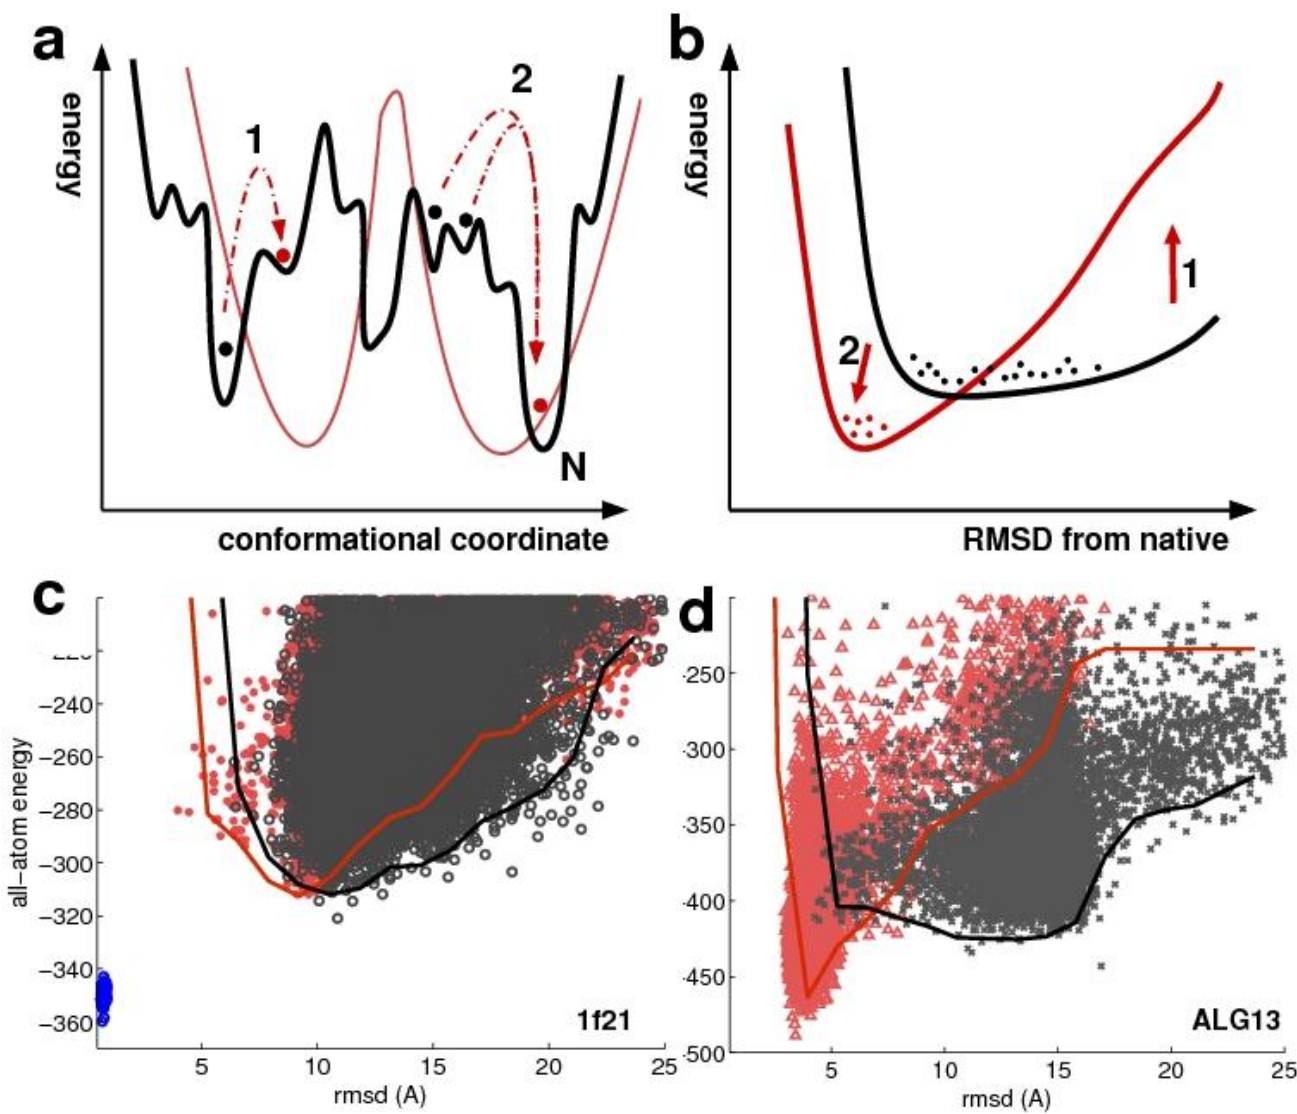 a
b
energy
1
2
N
conformational coordinate
energy
2
1
RMSD from native
c
d
−240
−260
−280
−300
−320
−340
−360
all−atom energy
1f21
5
10
15
20
25
rmsd (A)
-250
-300
-350
-400
-450
-500
ALG13
5
10
15
20
25
rmsd (A)